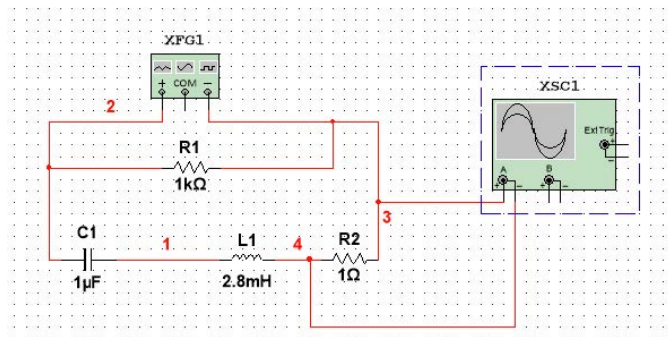 XFG1
+ COM −
2
XSC1
Ext Trig
+
−
A B
+ − + −
R1
1kΩ
3
C1
1
L1
4
R2
1µF
2.8mH
1Ω